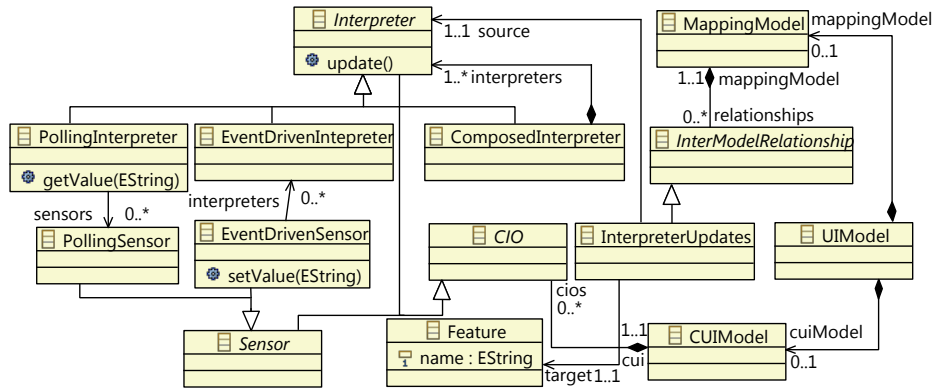 Interpreter
update()
1..1 source
1..* interpreters
MappingModel
mappingModel
0..1
1..1
mappingModel
0..*
relationships
PollingInterpreter
getValue(EString)
EventDrivenIntepreter
ComposedInterpreter
InterModelRelationship
sensors
0..*
interpreters
0..*
PollingSensor
EventDrivenSensor
setValue(EString)
CIO
InterpreterUpdates
UIModel
cios
0..*
Sensor
Feature
name : EString
1..1
cui
CUIModel
cuiModel
0..1
target
1..1